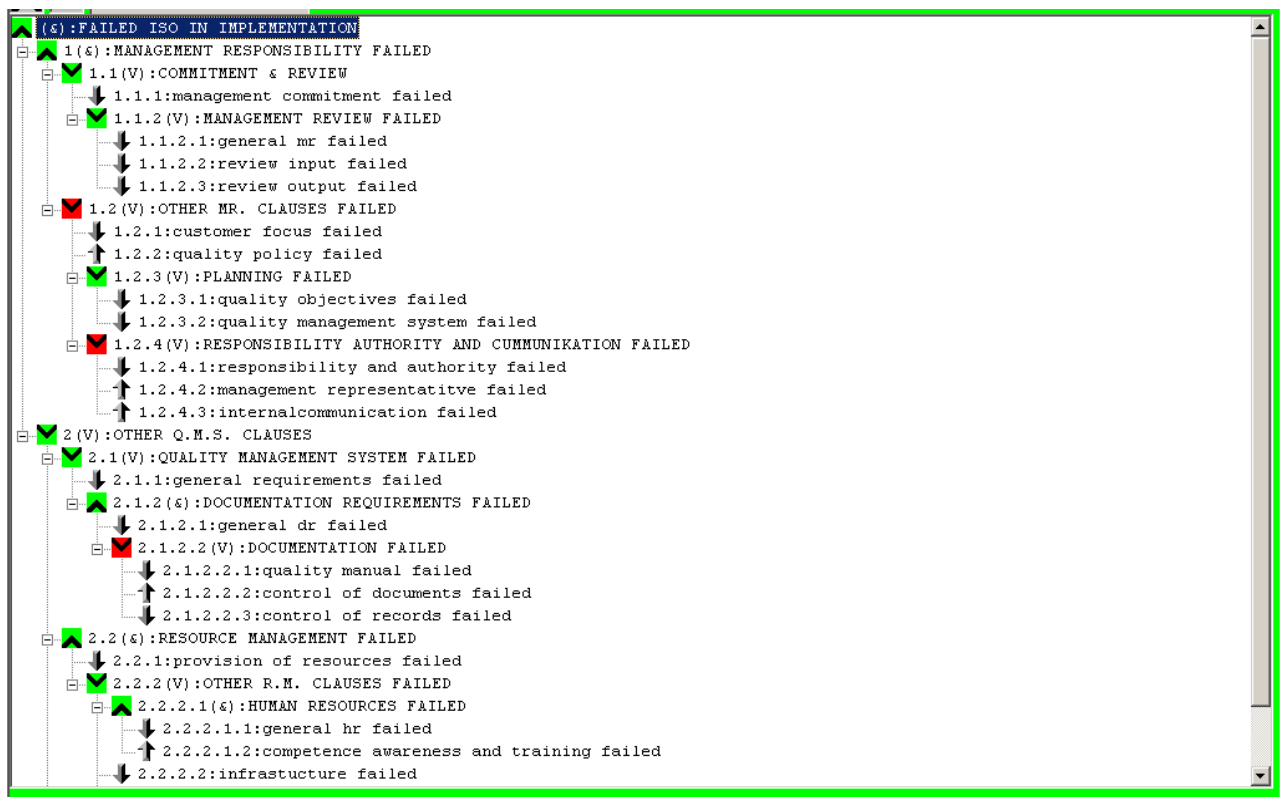 (&):FAILED ISO IN IMPLEMENTATION
1(&):MANAGEMENT RESPONSIBILITY FAILED
1.1(V):COMMITMENT & REVIEW
1.1.1:management commitment failed
1.1.2(V):MANAGEMENT REVIEW FAILED
1.1.2.1:general mr failed
1.1.2.2:review input failed
1.1.2.3:review output failed
1.2(V):OTHER MR. CLAUSES FAILED
1.2.1:customer focus failed
1.2.2:quality policy failed
1.2.3(V):PLANNING FAILED
1.2.3.1:quality objectives failed
1.2.3.2:quality management system failed
1.2.4(V):RESPONSIBILITY AUTHORITY AND CUMMUNIKATION FAILED
1.2.4.1:responsibility and authority failed
1.2.4.2:management representatitve failed
1.2.4.3:internalcommunication failed
2(V):OTHER Q.M.S. CLAUSES
2.1(V):QUALITY MANAGEMENT SYSTEM FAILED
2.1.1:general requirements failed
2.1.2(&):DOCUMENTATION REQUIREMENTS FAILED
2.1.2.1:general dr failed
2.1.2.2(V):DOCUMENTATION FAILED
2.1.2.2.1:quality manual failed
2.1.2.2.2:control of documents failed
2.1.2.2.3:control of records failed
2.2(&):RESOURCE MANAGEMENT FAILED
2.2.1:provision of resources failed
2.2.2(V):OTHER R.M. CLAUSES FAILED
2.2.2.1(&):HUMAN RESOURCES FAILED
2.2.2.1.1:general hr failed
2.2.2.1.2:competence awareness and training failed
2.2.2.2:infrastucture failed